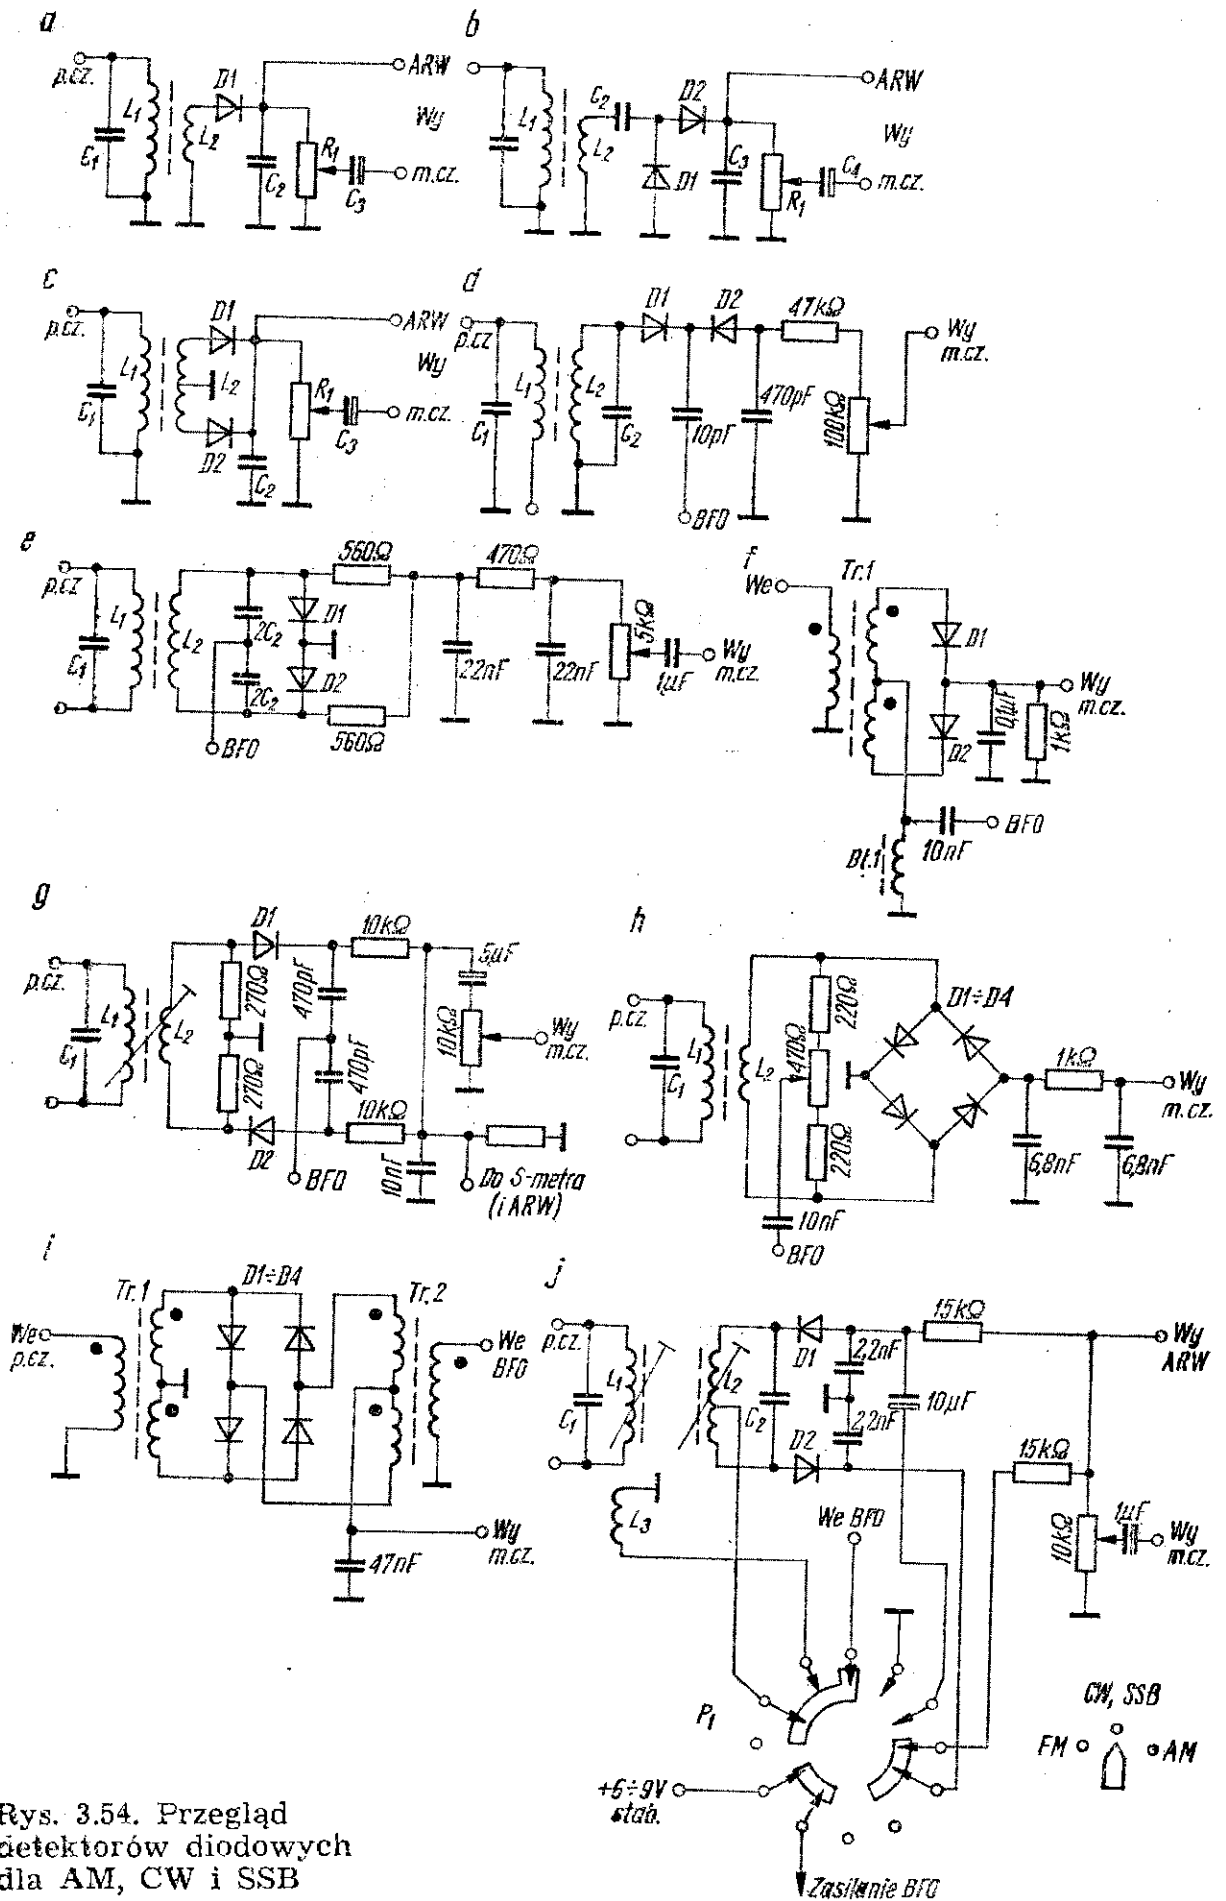 a
p.cz.
C1
L1
L2
D1
C2
R1
C3
ARW
Wy
m.cz.
b
L1
L2
C2
D2
D1
C3
R1
C4
ARW
Wy
m.cz.
c
p.cz.
C1
L1
L2
D1
D2
C2
R1
C3
ARW
Wy
m.cz.
d
p.cz
C1
L1
L2
C2
D1
D2
10pF
BFO
470pF
47kΩ
100kΩ
Wy
m.cz.
e
p.cz
C1
L1
L2
2C2
2C2
BFO
D1
D2
560Ω
560Ω
470Ω
22nF
22nF
5kΩ
1µF
Wy
m.cz.
f
We
Tr.1
D1
D2
0,1µF
1kΩ
Wy
m.cz.
10nF
BFO
Dł.1
g
p.cz.
C1
L1
L2
270Ω
270Ω
D1
D2
470pF
470pF
BFO
10kΩ
10kΩ
10nF
5µF
10kΩ
Wy
m.cz.
Do S-metra
(i ARW)
h
p.cz.
C1
L1
L2
220Ω
470Ω
220Ω
10nF
BFO
D1÷D4
1kΩ
6,8nF
6,8nF
Wy
m.cz.
i
We
p.cz.
Tr.1
D1÷D4
Tr.2
We
BFO
Wy
m.cz.
47nF
j
p.cz.
C1
L1
L2
L3
C2
D1
D2
2,2nF
2,2nF
10µF
15kΩ
15kΩ
Wy
ARW
10kΩ
1µF
Wy
m.cz.
We BFO
P1
+6÷9V
stab.
Zasilanie BFO
CW, SSB
FM
AM
Rys. 3.54. Przegląd
detektorów diodowych
dla AM, CW i SSB